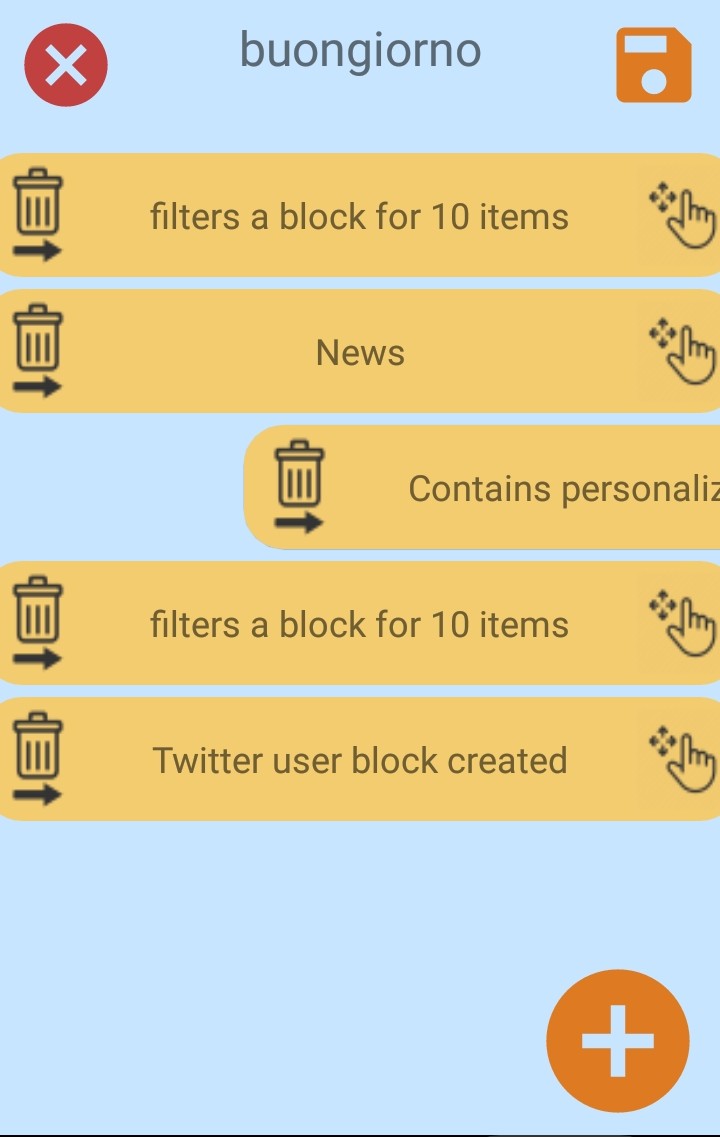 buongiorno
filters a block for 10 items
News
Contains personaliz
filters a block for 10 items
Twitter user block created